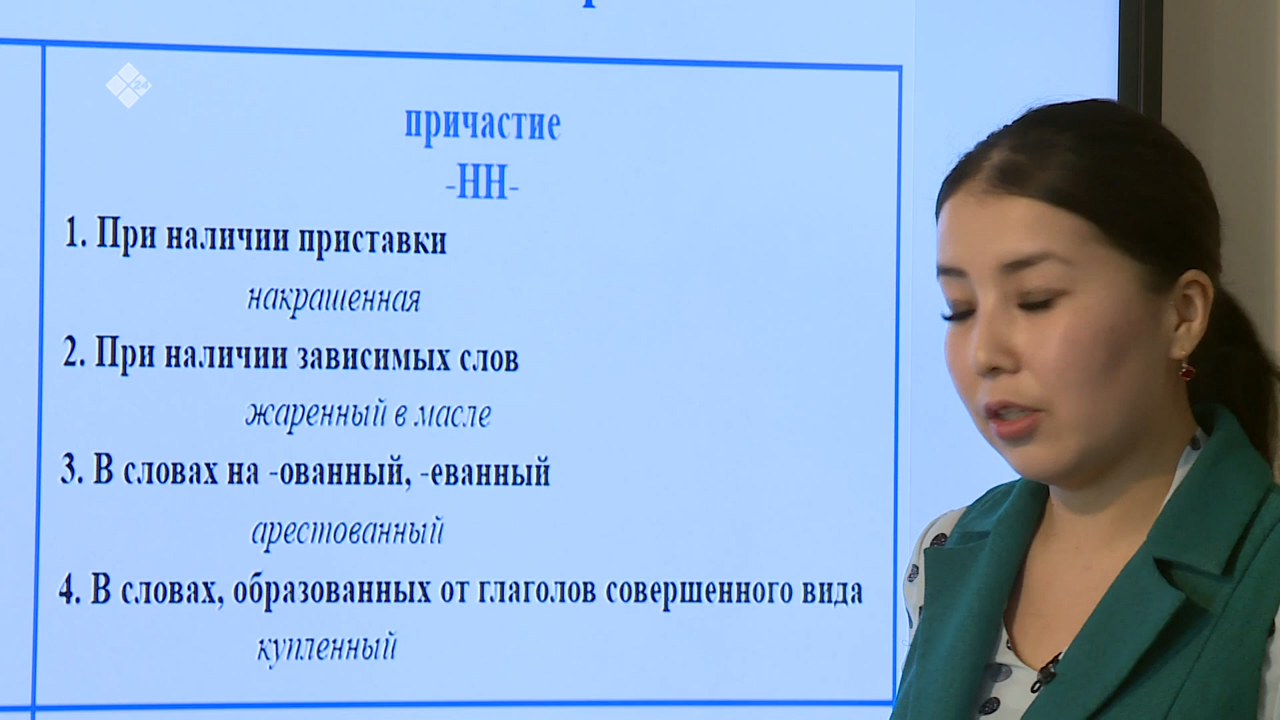 24
причастие
-НН-
1. При наличии приставки
накрашенная
2. При наличии зависимых слов
жаренный в масле
3. В словах на -ованный, -еванный
арестованный
4. В словах, образованных от глаголов совершенного вида
купленный